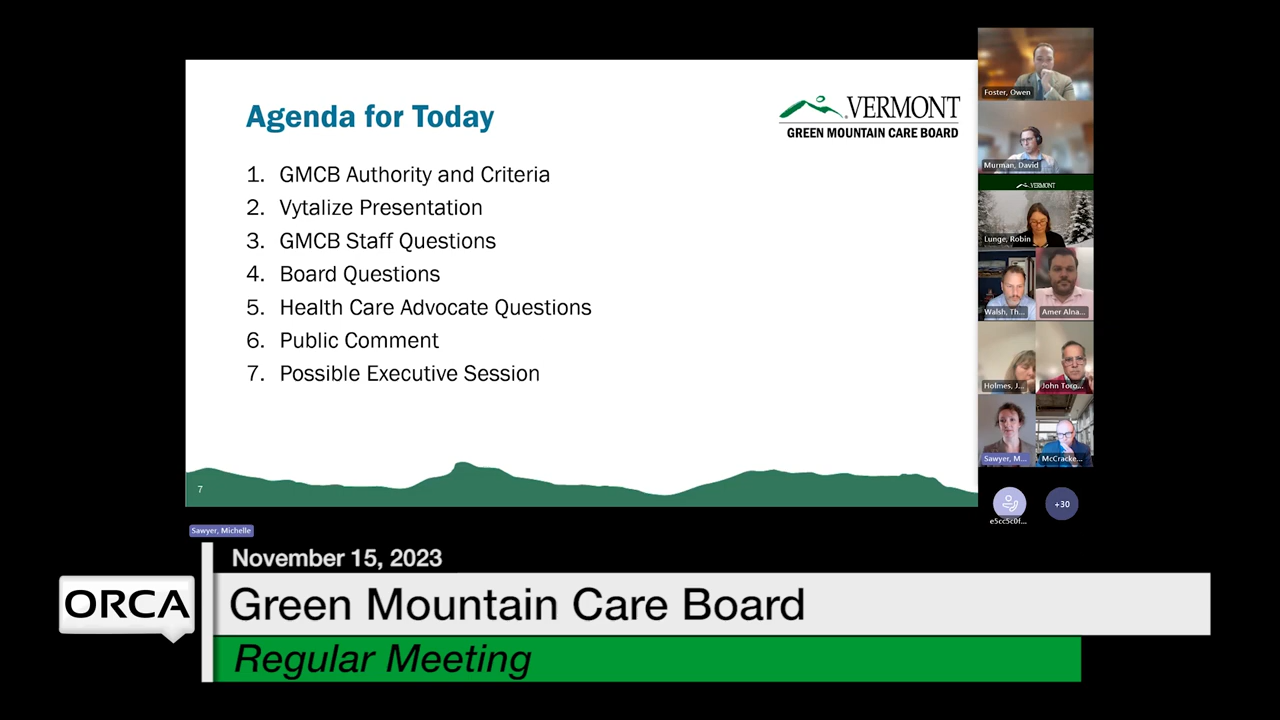 Agenda for Today
VERMONT
GREEN MOUNTAIN CARE BOARD
1. GMCB Authority and Criteria
2. Vytalize Presentation
3. GMCB Staff Questions
4. Board Questions
5. Health Care Advocate Questions
6. Public Comment
7. Possible Executive Session
7
Foster, Owen
Murman, David
VERMONT
Lunge, Robin
Walsh, Th...
Amer Alna...
Holmes, J...
John Toro...
Sawyer, M...
McCracke...
e5cc5c0f...
+30
Sawyer, Michelle
November 15, 2023
ORCA
Green Mountain Care Board
Regular Meeting